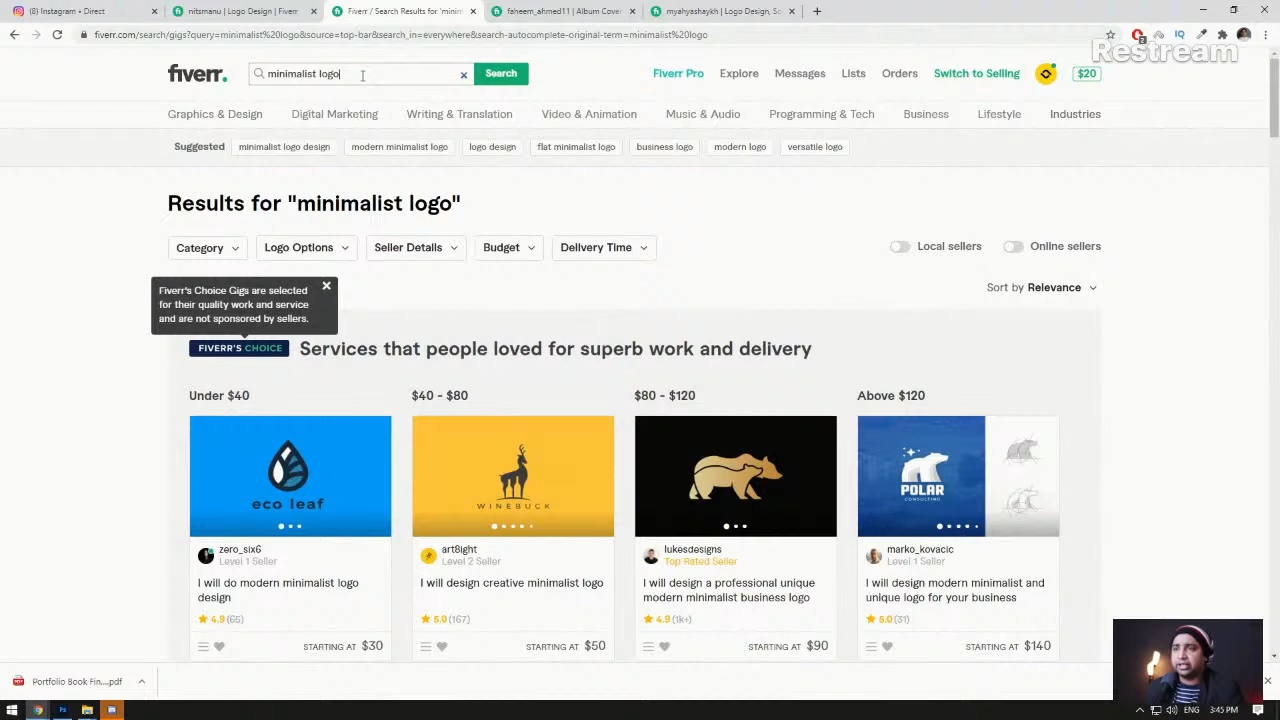 (3) Instagram • Direct
nitsmanu | Fiverr
Search Results for 'minimalist log
faheem_ahmed11 | Album Cover
myahyashaykh | Logo Design, So
fiverr.com/search/gigs?query=minimalist%20logo&source=top-bar&search_in=everywhere&search-autocomplete-original-term=minimalist%20logo
Restream
fiverr.
minimalist logo
Search
Fiverr Pro
Explore
Messages
Lists
Orders
Switch to Selling
$20
Graphics & Design
Digital Marketing
Writing & Translation
Video & Animation
Music & Audio
Programming & Tech
Business
Lifestyle
Industries
Suggested
minimalist logo design
modern minimalist logo
logo design
flat minimalist logo
business logo
modern logo
versatile logo
Results for "minimalist logo"
Category
Logo Options
Seller Details
Budget
Delivery Time
Local sellers
Online sellers
Fiverr's Choice Gigs are selected
for their quality work and service
and are not sponsored by sellers.
Sort by Relevance
FIVERR'S CHOICE
Services that people loved for superb work and delivery
Under $40
$40 - $80
$80 - $120
Above $120
eco leaf
WINEBUCK
POLAR
CONSULTING
zero_six6
Level 1 Seller
I will do modern minimalist logo
design
4.9 (65)
STARTING AT $30
art8ight
Level 2 Seller
I will design creative minimalist logo
5.0 (167)
STARTING AT $50
lukesdesigns
Top Rated Seller
I will design a professional unique
modern minimalist business logo
4.9 (1k+)
STARTING AT $90
marko_kovacic
Level 1 Seller
I will design modern minimalist and
unique logo for your business
5.0 (31)
STARTING AT $140
Portfolio Book Fin....pdf
ENG
3:45 PM